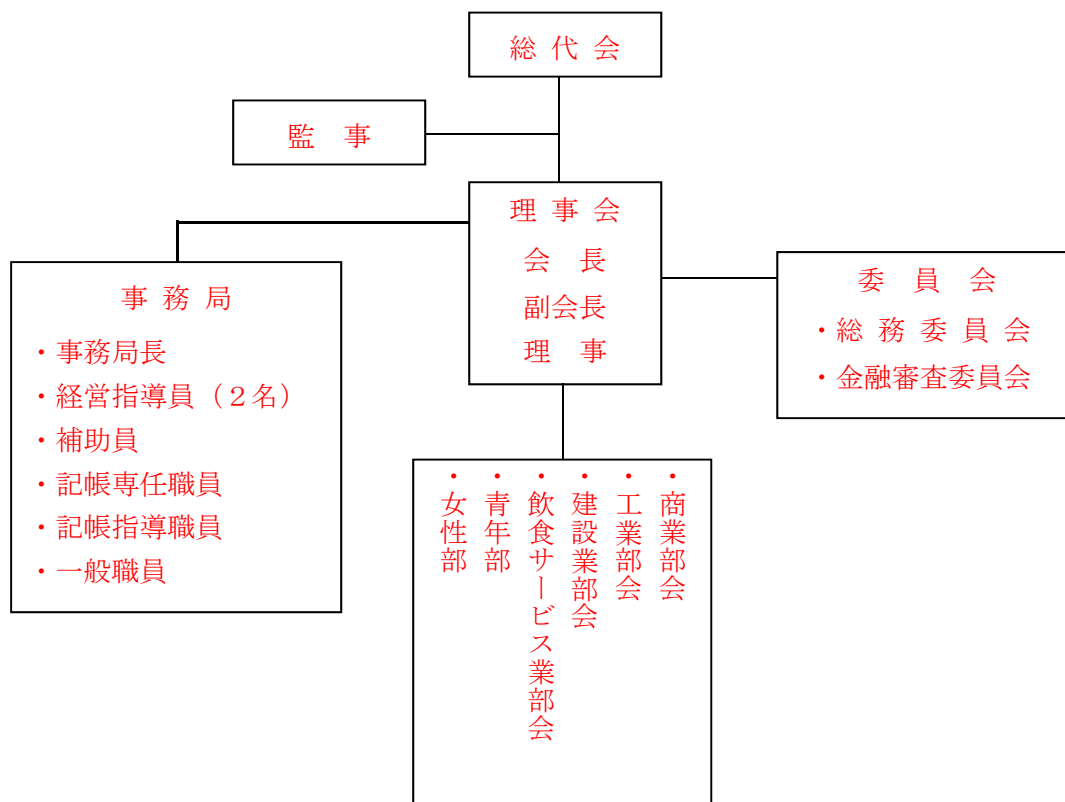 総 代 会
監　事
理 事 会
会　長
副会長
理　事
事 務 局
・事務局長
・経営指導員（２名）
・補助員
・記帳専任職員
・記帳指導職員
・一般職員
委　員　会
・総 務 委 員 会
・金融審査委員会
・商業部会
・工業部会
・建設業部会
・飲食サービス業部会
・青年部
・女性部